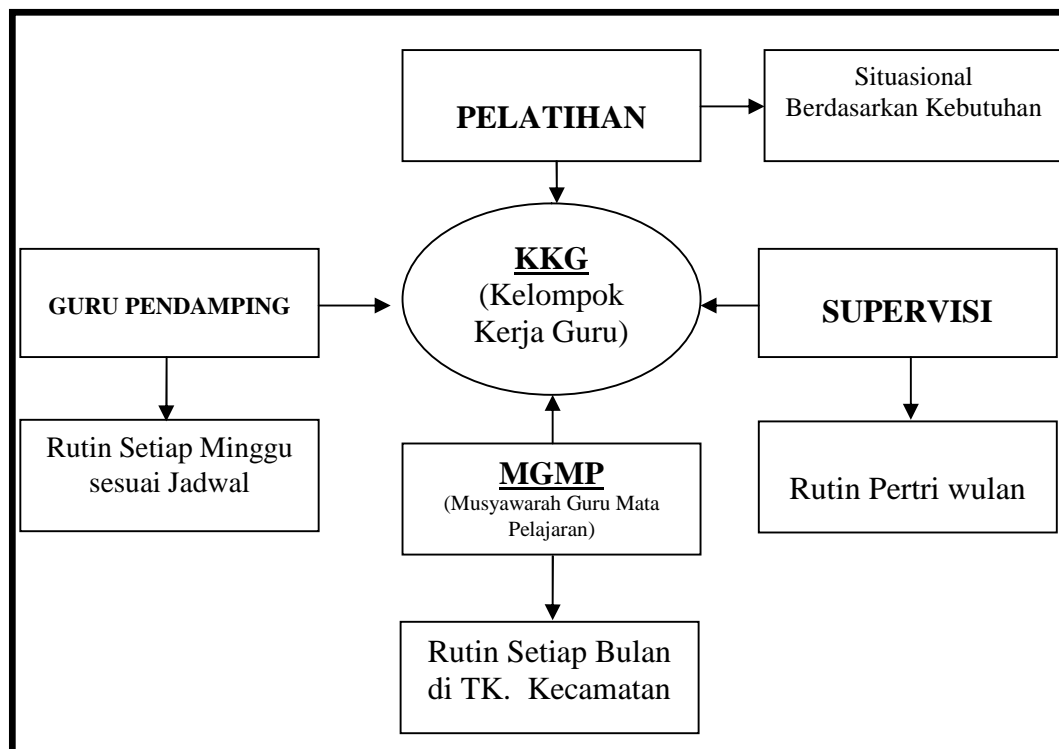 PELATIHAN
Situasional
Berdasarkan Kebutuhan
KKG
(Kelompok
Kerja Guru)
GURU PENDAMPING
SUPERVISI
Rutin Setiap Minggu
sesuai Jadwal
MGMP
(Musyawarah Guru Mata
Pelajaran)
Rutin Pertri wulan
Rutin Setiap Bulan
di TK. Kecamatan